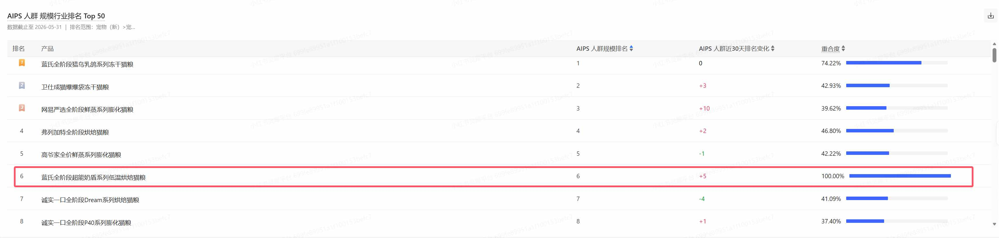 AIPS 人群 规模行业排名 Top 50
数据截止至 2026-05-31 | 排名范围：宠物（新）>宠...
排名 产品 AIPS 人群规模排名 AIPS 人群近30天排名变化 重合度
1 蓝氏全阶段猎鸟乳鸽系列冻干猫粮 1 0 74.22%
2 卫仕成猫爆爆袋冻干猫粮 2 +3 42.93%
3 网易严选全阶段鲜蒸系列膨化猫粮 3 +10 39.62%
4 弗列加特全阶段烘焙猫粮 4 +2 46.80%
5 高爷家全价鲜蒸系列膨化猫粮 5 -1 42.22%
6 蓝氏全阶段超能奶盾系列低温烘焙猫粮 6 +5 100.00%
7 诚实一口全阶段Dream系列烘焙猫粮 7 -4 41.09%
8 诚实一口全阶段P40系列膨化猫粮 8 +1 37.40%